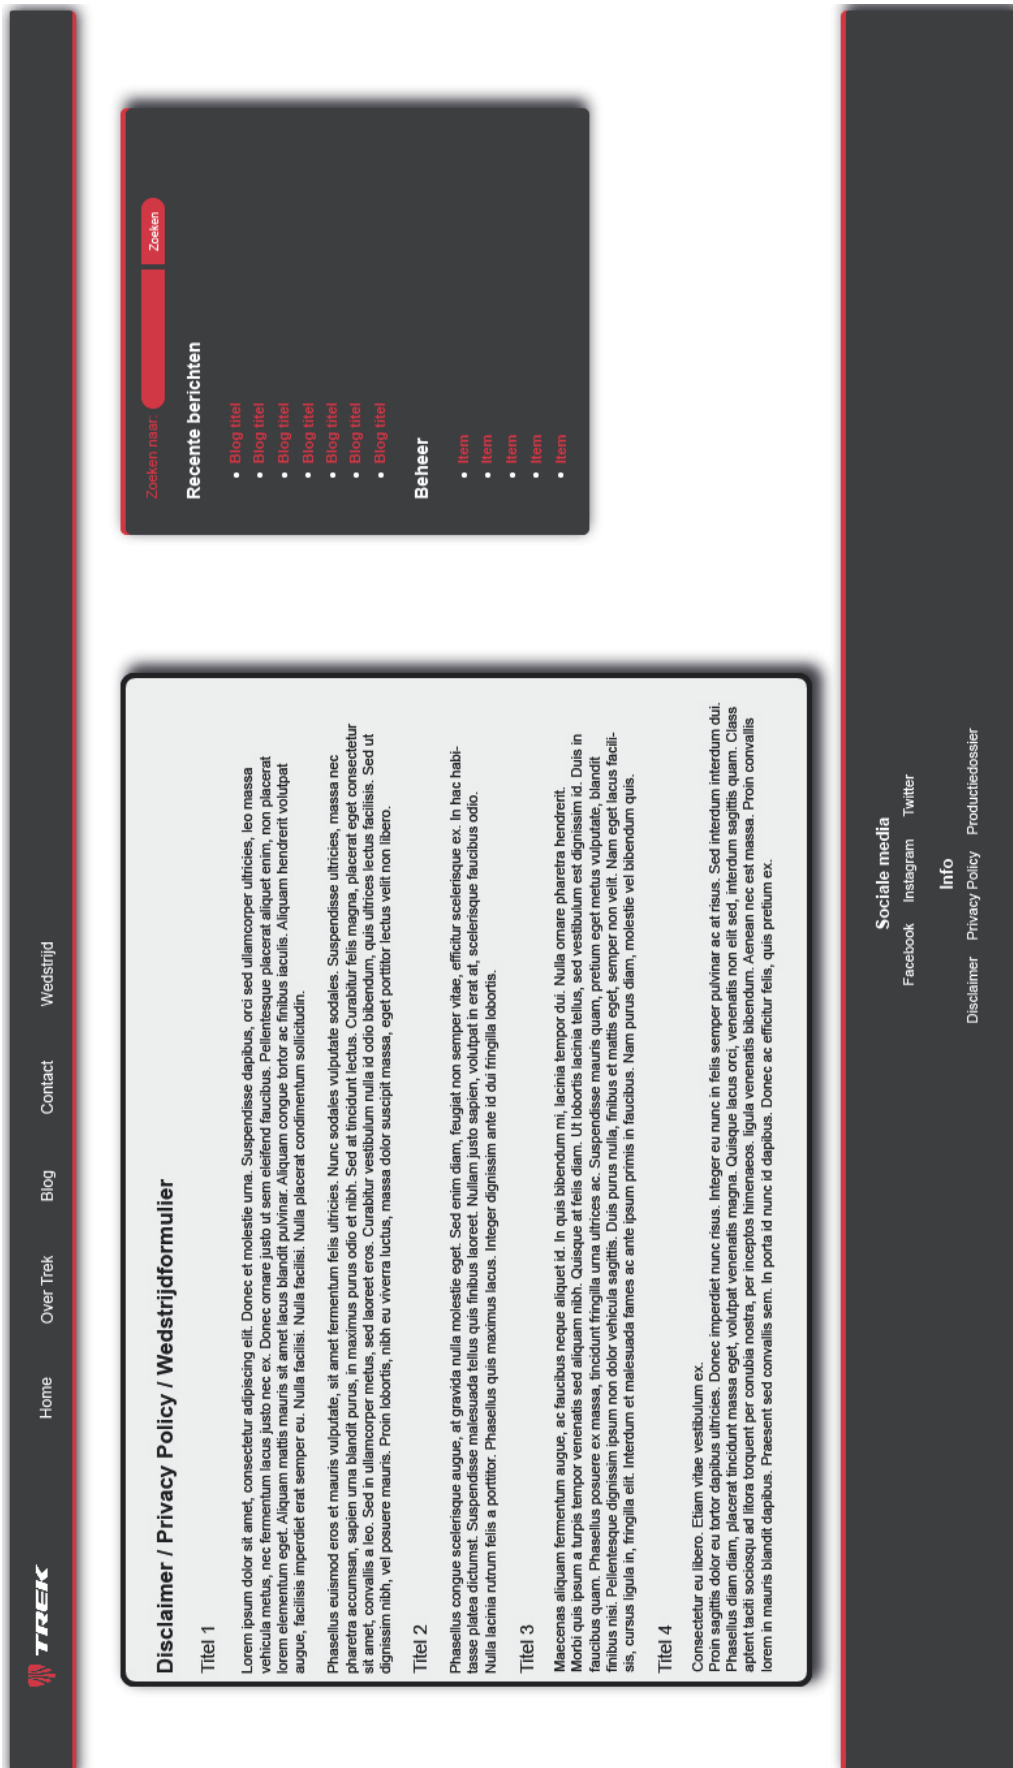 TREK
Home Over Trek Blog Contact Wedstrijd
Disclaimer / Privacy Policy / Wedstrijdformulier
Titel 1
Lorem ipsum dolor sit amet, consectetur adipiscing elit. Donec et molestie urna. Suspendisse dapibus, orci sed ullamcorper ultricies, leo massa
vehicula metus, nec fermentum lacus justo nec ex. Donec ornare justo ut sem eleifend faucibus. Pellentesque placerat aliquet enim, non placerat
lorem elementum eget. Aliquam mattis mauris sit amet lacus blandit pulvinar. Aliquam congue tortor ac finibus iaculis. Aliquam hendrerit volutpat
augue, facilisis imperdiet erat semper eu. Nulla facilisi. Nulla facilisi. Nulla placerat condimentum sollicitudin.
Phasellus euismod eros et mauris vulputate, sit amet fermentum felis ultricies. Nunc sodales vulputate sodales. Suspendisse ultricies, massa nec
pharetra accumsan, sapien urna blandit purus, in maximus purus odio et nibh. Sed at tincidunt lectus. Curabitur felis magna, placerat eget consectetur
sit amet, convallis a leo. Sed in ullamcorper metus, sed laoreet eros. Curabitur vestibulum nulla id odio bibendum, quis ultrices lectus facilisis. Sed ut
dignissim nibh, vel posuere mauris. Proin lobortis, nibh eu viverra luctus, massa dolor suscipit massa, eget porttitor lectus velit non libero.
Titel 2
Phasellus congue scelerisque augue, at gravida nulla molestie eget. Sed enim diam, feugiat non semper vitae, efficitur scelerisque ex. In hac habi-
tasse platea dictumst. Suspendisse malesuada tellus quis finibus laoreet. Nullam justo sapien, volutpat in erat at, scelerisque faucibus odio.
Nulla lacinia rutrum felis a porttitor. Phasellus quis maximus lacus. Integer dignissim ante id dui fringilla lobortis.
Titel 3
Maecenas aliquam fermentum augue, ac faucibus neque aliquet id. In quis bibendum mi, lacinia tempor dui. Nulla ornare pharetra hendrerit.
Morbi quis ipsum a turpis tempor venenatis sed aliquam nibh. Quisque at felis diam. Ut lobortis lacinia tellus, sed vestibulum est dignissim id. Duis in
faucibus quam. Phasellus posuere ex massa, tincidunt fringilla urna ultrices ac. Suspendisse mauris quam, pretium eget metus vulputate, blandit
finibus nisi. Pellentesque dignissim ipsum non dolor vehicula sagittis. Duis purus nulla, finibus et mattis eget, semper non velit. Nam eget lacus facili-
sis, cursus ligula in, fringilla elit. Interdum et malesuada fames ac ante ipsum primis in faucibus. Nam purus diam, molestie vel bibendum quis.
Titel 4
Consectetur eu libero. Etiam vitae vestibulum ex.
Proin sagittis dolor eu tortor dapibus ultricies. Donec imperdiet nunc risus. Integer eu nunc in felis semper pulvinar ac at risus. Sed interdum interdum dui.
Phasellus diam diam, placerat tincidunt massa eget, volutpat venenatis magna. Quisque lacus orci, venenatis non elit sed, interdum sagittis quam. Class
aptent taciti sociosqu ad litora torquent per conubia nostra, per inceptos himenaeos. ligula venenatis bibendum. Aenean nec est massa. Proin convallis
lorem in mauris blandit dapibus. Praesent sed convallis sem. In porta id nunc id dapibus. Donec ac efficitur felis, quis pretium ex.
Zoeken naar: Zoeken
Recente berichten
• Blog titel
• Blog titel
• Blog titel
• Blog titel
• Blog titel
• Blog titel
• Blog titel
Beheer
• Item
• Item
• Item
• Item
• Item
Sociale media
Facebook Instagram Twitter
Info
Disclaimer Privacy Policy Productiedossier